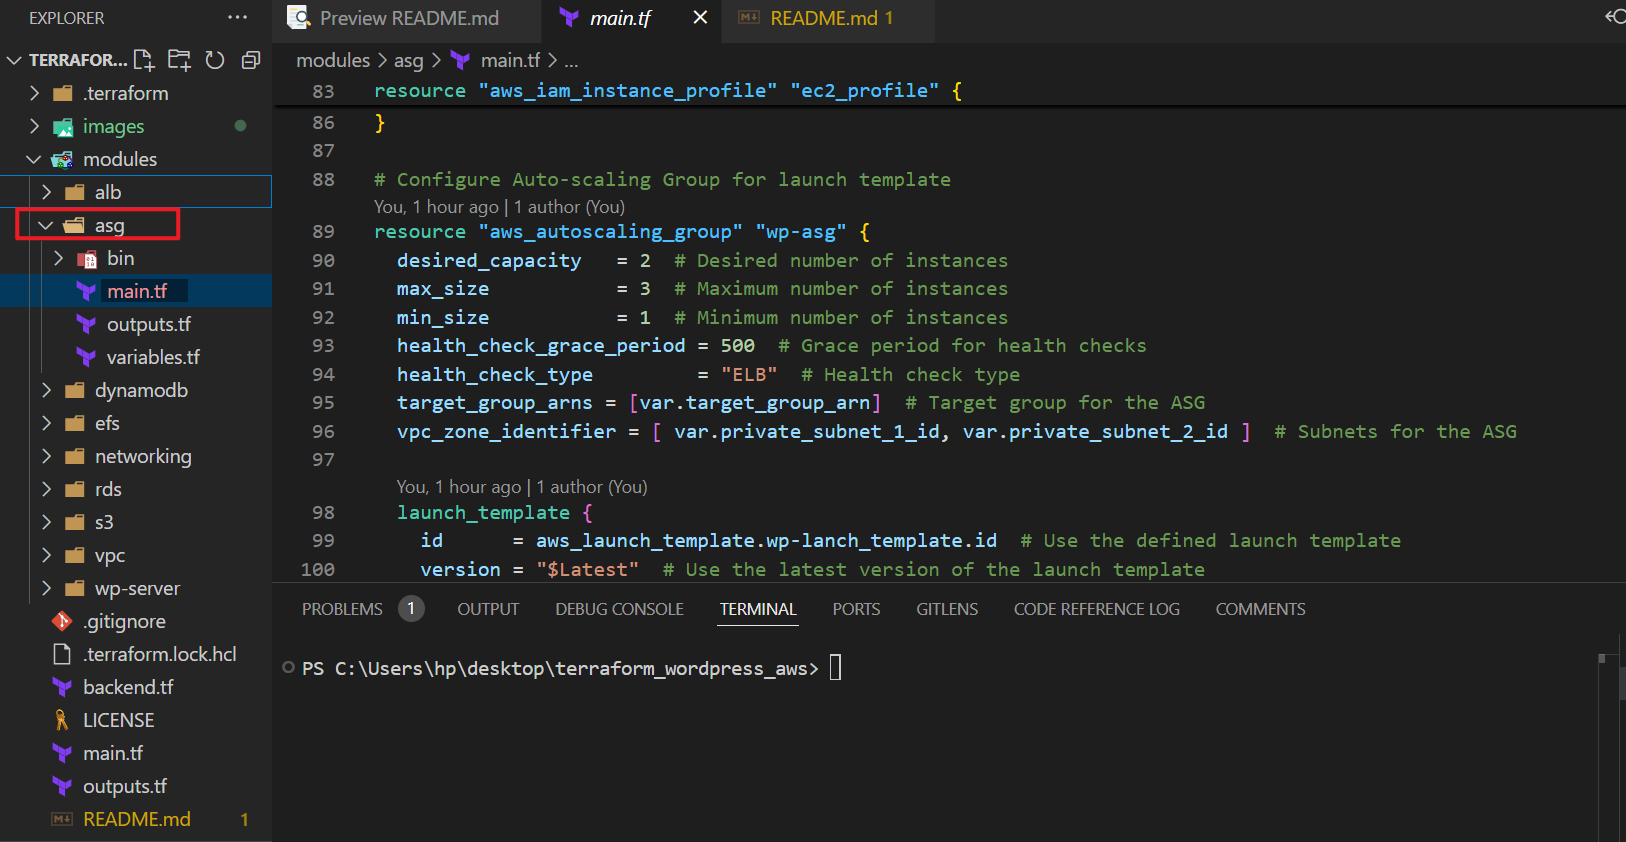 EXPLORER
TERRAFOR...
.terraform
images
modules
alb
asg
bin
main.tf
outputs.tf
variables.tf
dynamodb
efs
networking
rds
s3
vpc
wp-server
.gitignore
.terraform.lock.hcl
backend.tf
LICENSE
main.tf
outputs.tf
README.md 1
Preview README.md main.tf README.md 1
modules > asg > main.tf > ...
83 resource "aws_iam_instance_profile" "ec2_profile" {
86 }
87
88 # Configure Auto-scaling Group for launch template
You, 1 hour ago | 1 author (You)
89 resource "aws_autoscaling_group" "wp-asg" {
90 desired_capacity = 2 # Desired number of instances
91 max_size = 3 # Maximum number of instances
92 min_size = 1 # Minimum number of instances
93 health_check_grace_period = 500 # Grace period for health checks
94 health_check_type = "ELB" # Health check type
95 target_group_arns = [var.target_group_arn] # Target group for the ASG
96 vpc_zone_identifier = [ var.private_subnet_1_id, var.private_subnet_2_id ] # Subnets for the ASG
97
You, 1 hour ago | 1 author (You)
98 launch_template {
99 id = aws_launch_template.wp-lanch_template.id # Use the defined launch template
100 version = "$Latest" # Use the latest version of the launch template
PROBLEMS 1 OUTPUT DEBUG CONSOLE TERMINAL PORTS GITLENS CODE REFERENCE LOG COMMENTS
PS C:\Users\hp\desktop\terraform_wordpress_aws>